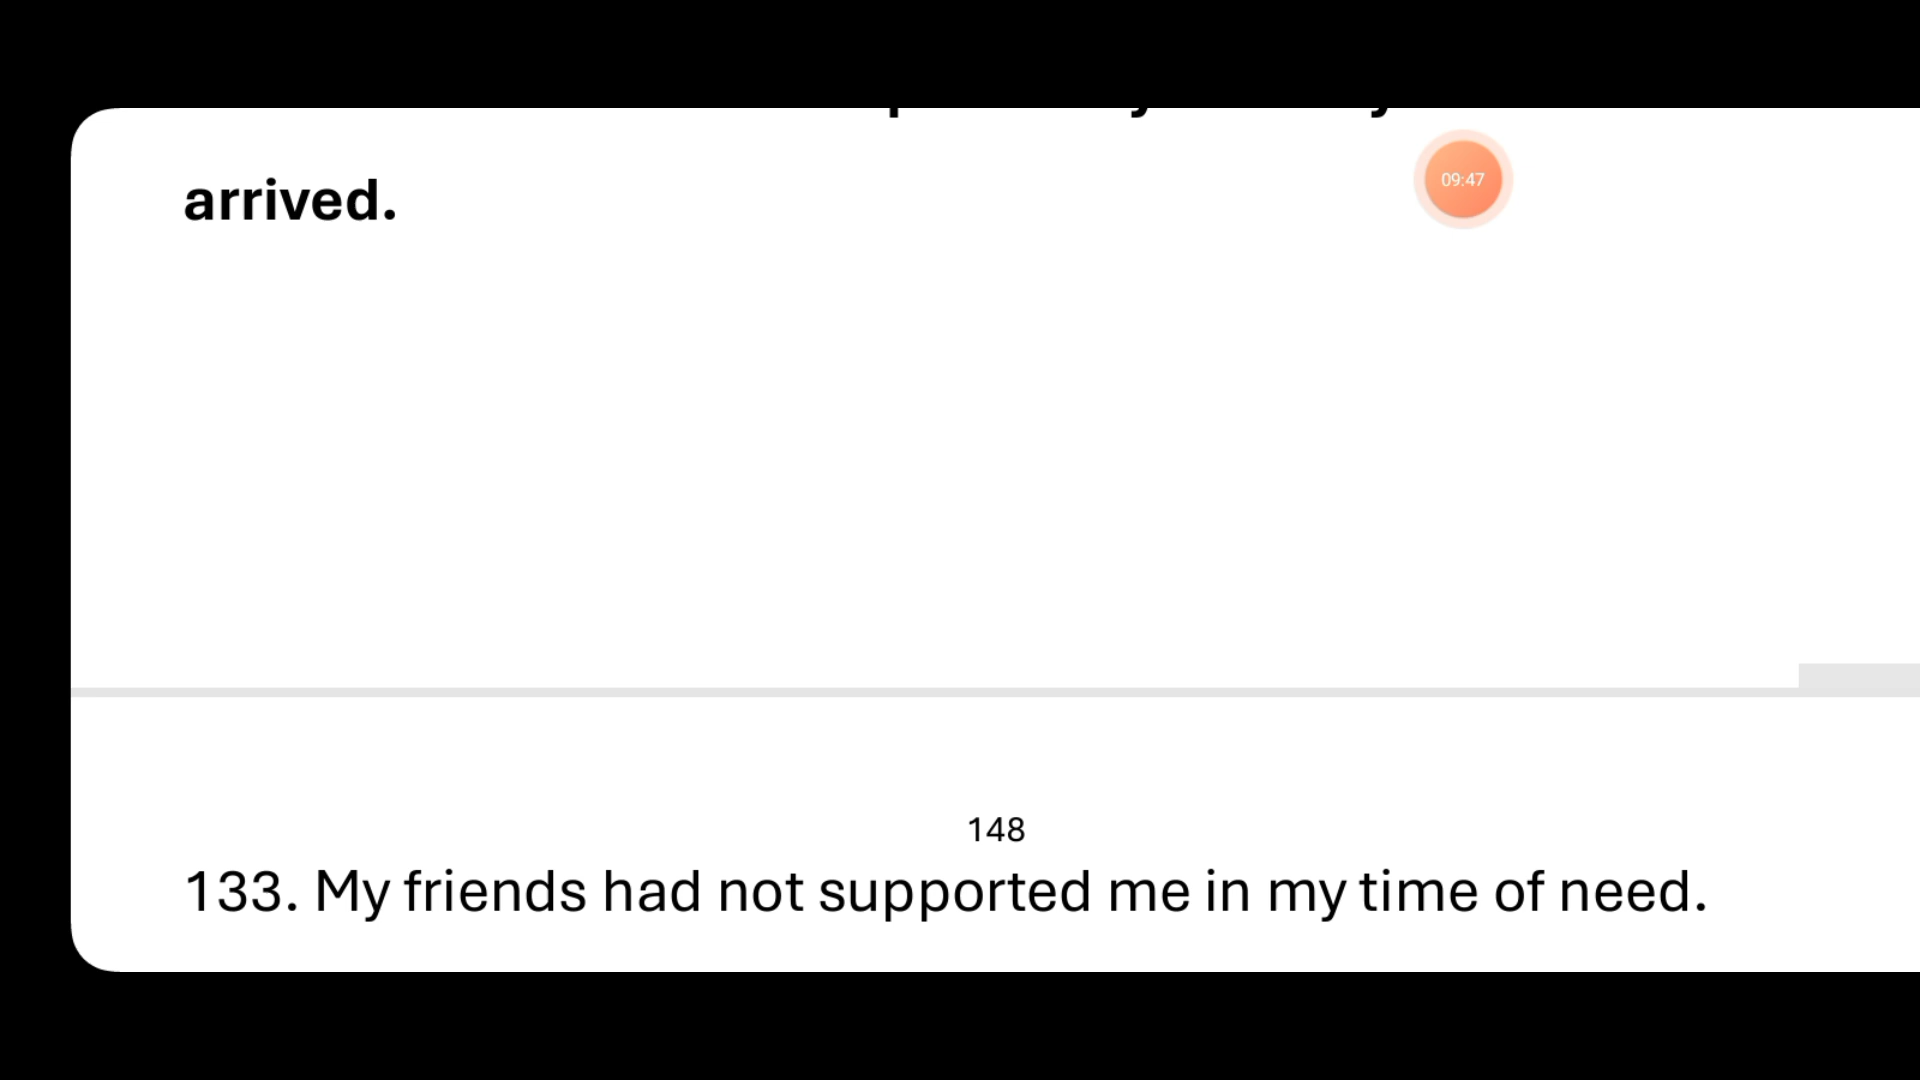 arrived.
09:47
148
133. My friends had not supported me in my time of need.